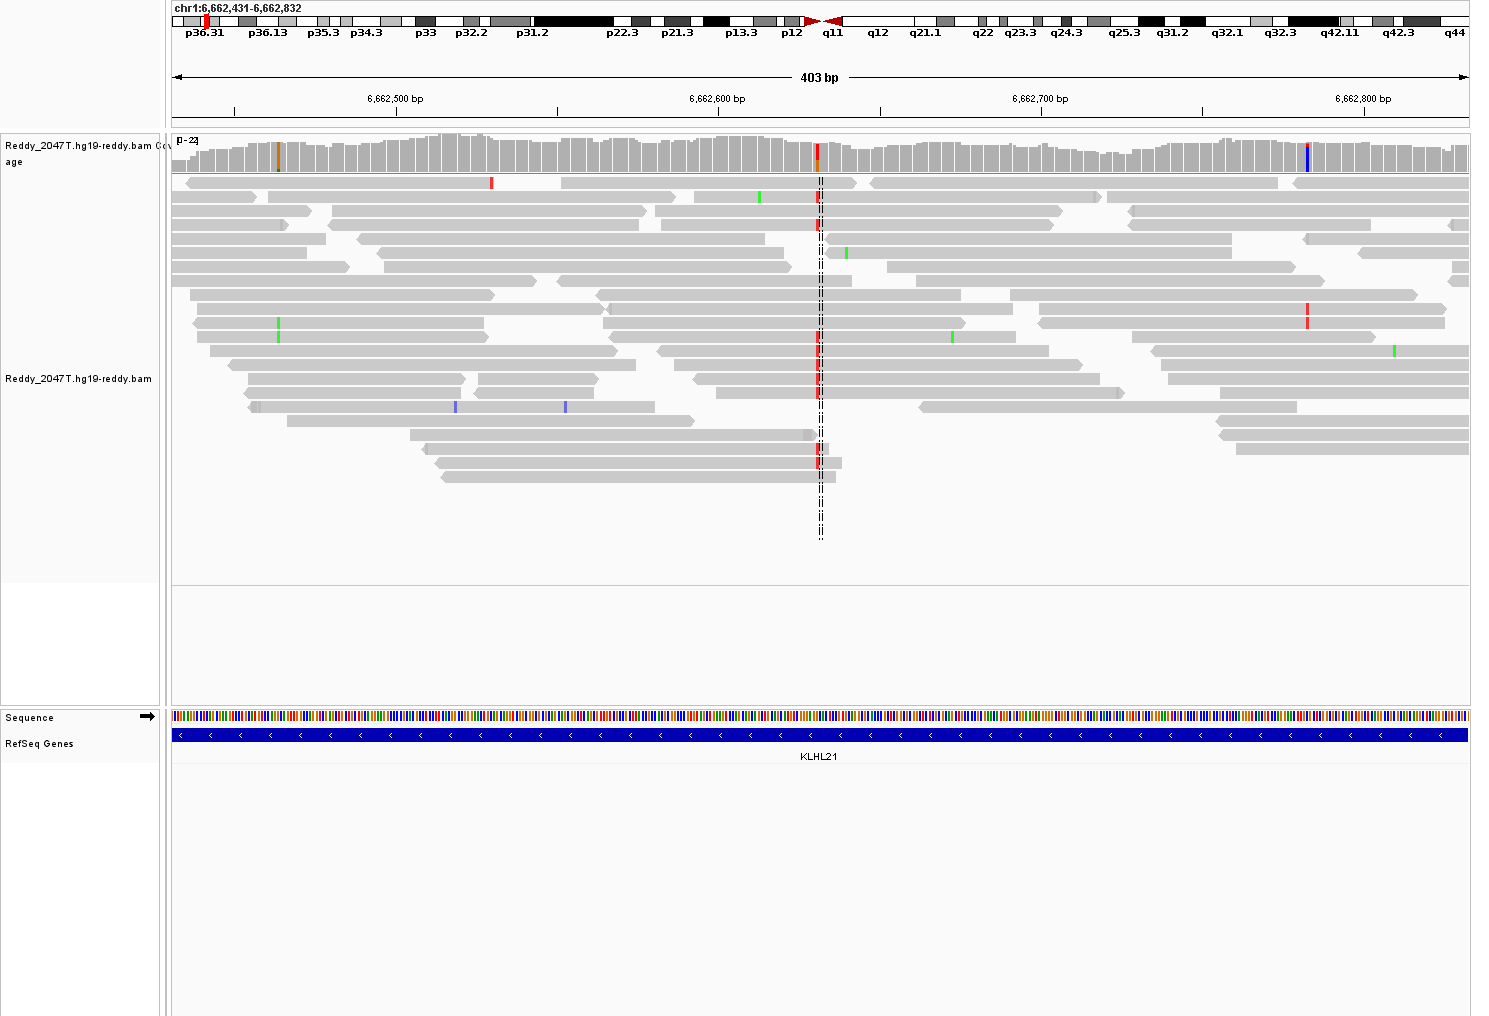 chr1:6,662,431-6,662,832
p36.31 p36.13 p35.3 p34.3 p33 p32.2 p31.2 p22.3 p21.3 p13.3 p12 q11 q12 q21.1 q22 q23.3 q24.3 q25.3 q31.2 q32.1 q32.3 q42.11 q42.3 q44
403 bp
6,662,500 bp 6,662,600 bp 6,662,700 bp 6,662,800 bp
[0-22]
Reddy_2047T.hg19-reddy.bam Cov
age
Reddy_2047T.hg19-reddy.bam
Sequence
RefSeq Genes
KLHL21